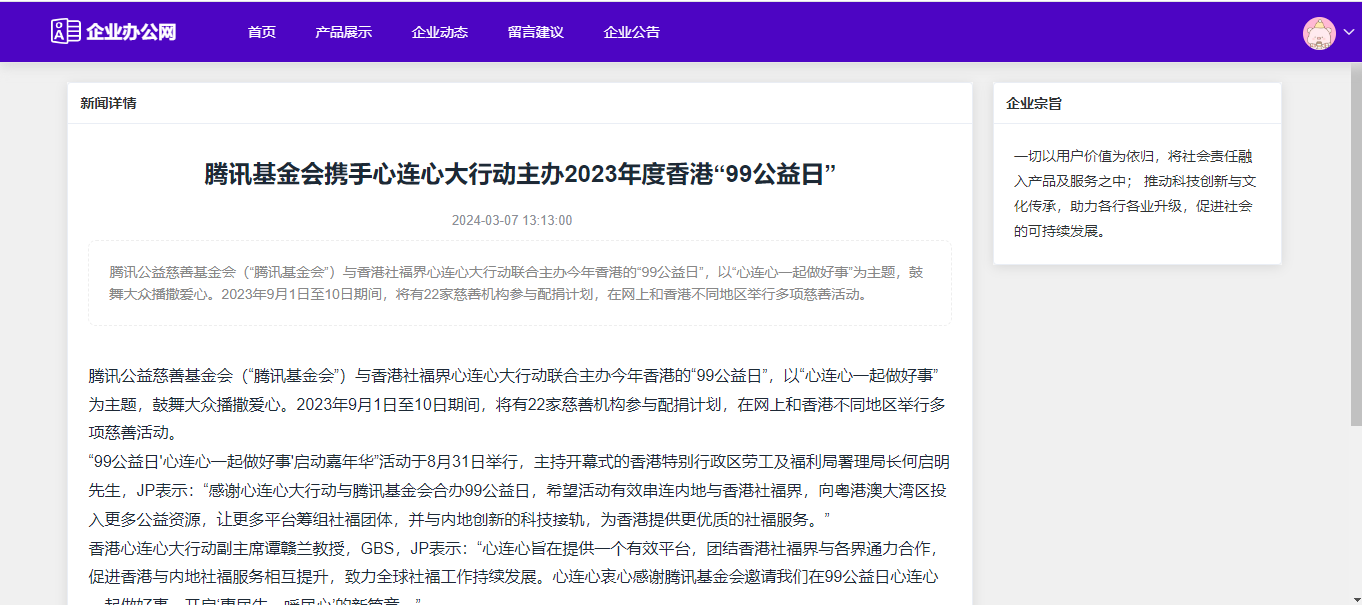 OA 企业办公网 首页 产品展示 企业动态 留言建议 企业公告
新闻详情
腾讯基金会携手心连心大行动主办2023年度香港“99公益日”
2024-03-07 13:13:00
腾讯公益慈善基金会（“腾讯基金会”）与香港社福界心连心大行动联合主办今年香港的“99公益日”，以“心连心一起做好事”为主题，鼓
舞大众播撒爱心。2023年9月1日至10日期间，将有22家慈善机构参与配捐计划，在网上和香港不同地区举行多项慈善活动。
腾讯公益慈善基金会（“腾讯基金会”）与香港社福界心连心大行动联合主办今年香港的“99公益日”，以“心连心一起做好事”
为主题，鼓舞大众播撒爱心。2023年9月1日至10日期间，将有22家慈善机构参与配捐计划，在网上和香港不同地区举行多
项慈善活动。
“99公益日'心连心一起做好事'启动嘉年华”活动于8月31日举行，主持开幕式的香港特别行政区劳工及福利局署理局长何启明
先生，JP表示：“感谢心连心大行动与腾讯基金会合办99公益日，希望活动有效串连内地与香港社福界，向粤港澳大湾区投
入更多公益资源，让更多平台筹组社福团体，并与内地创新的科技接轨，为香港提供更优质的社福服务。”
香港心连心大行动副主席谭赣兰教授，GBS，JP表示：“心连心旨在提供一个有效平台，团结香港社福界与各界通力合作，
促进香港与内地社福服务相互提升，致力全球社福工作持续发展。心连心衷心感谢腾讯基金会邀请我们在99公益日心连心
一起做好事，开启‘惠民生、暖民心’的新篇章。”
企业宗旨
一切以用户价值为依归，将社会责任融
入产品及服务之中； 推动科技创新与文
化传承，助力各行各业升级，促进社会
的可持续发展。